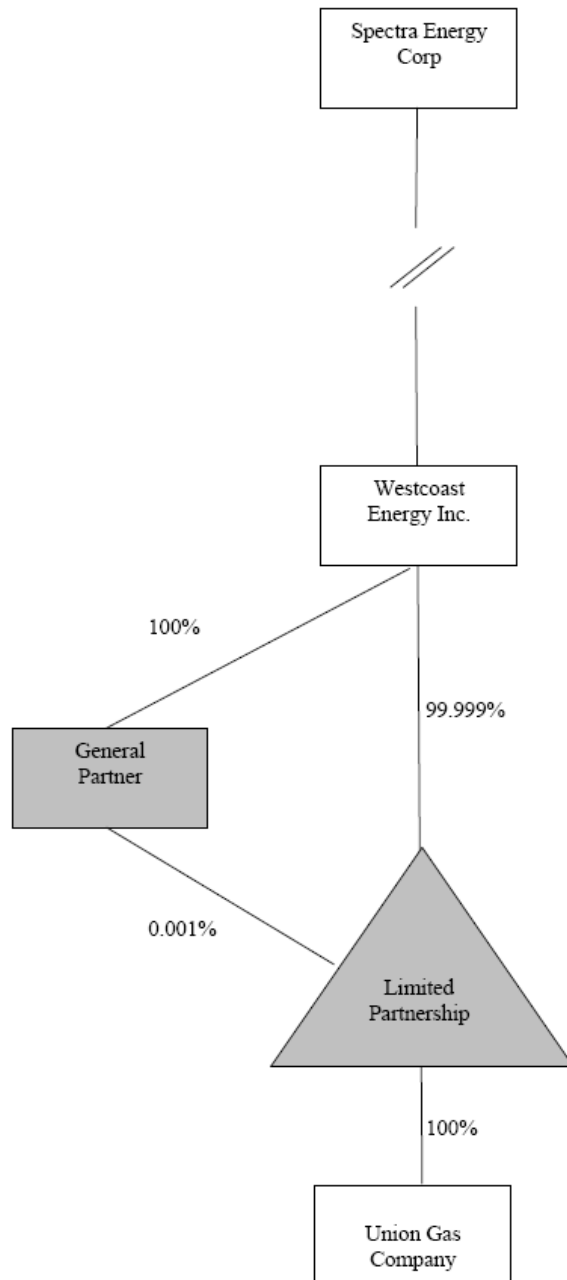 Spectra Energy
Corp
Westcoast
Energy Inc.
100%
99.999%
General
Partner
0.001%
Limited
Partnership
100%
Union Gas
Company